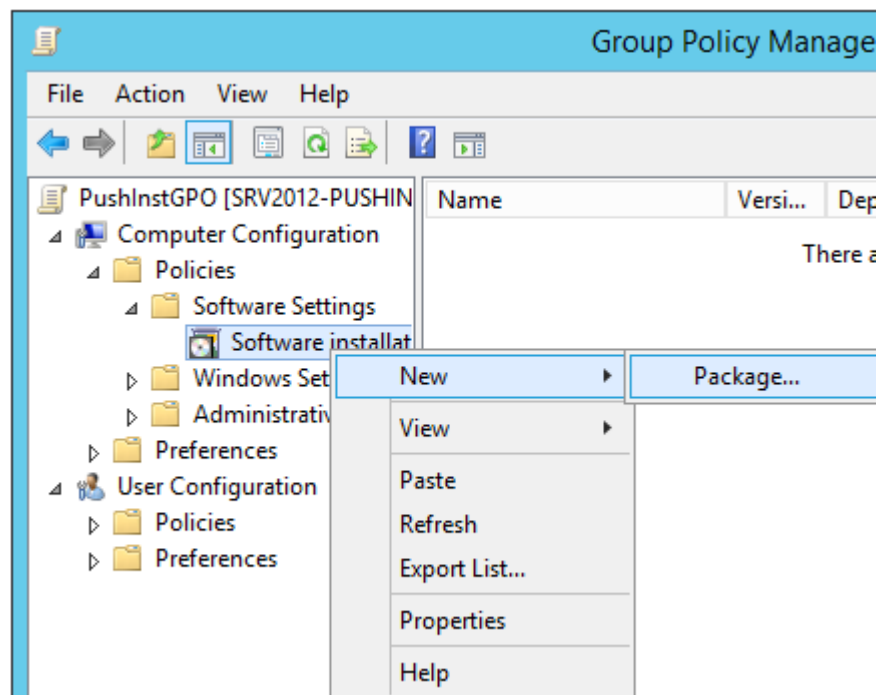 Group Policy Manage
File Action View Help
PushInstGPO [SRV2012-PUSHIN
Name Versi... Dep
Computer Configuration
There a
Policies
Software Settings
Software installat
Windows Set
New
Package...
Administrativ
View
Preferences
User Configuration
Paste
Policies
Refresh
Preferences
Export List...
Properties
Help